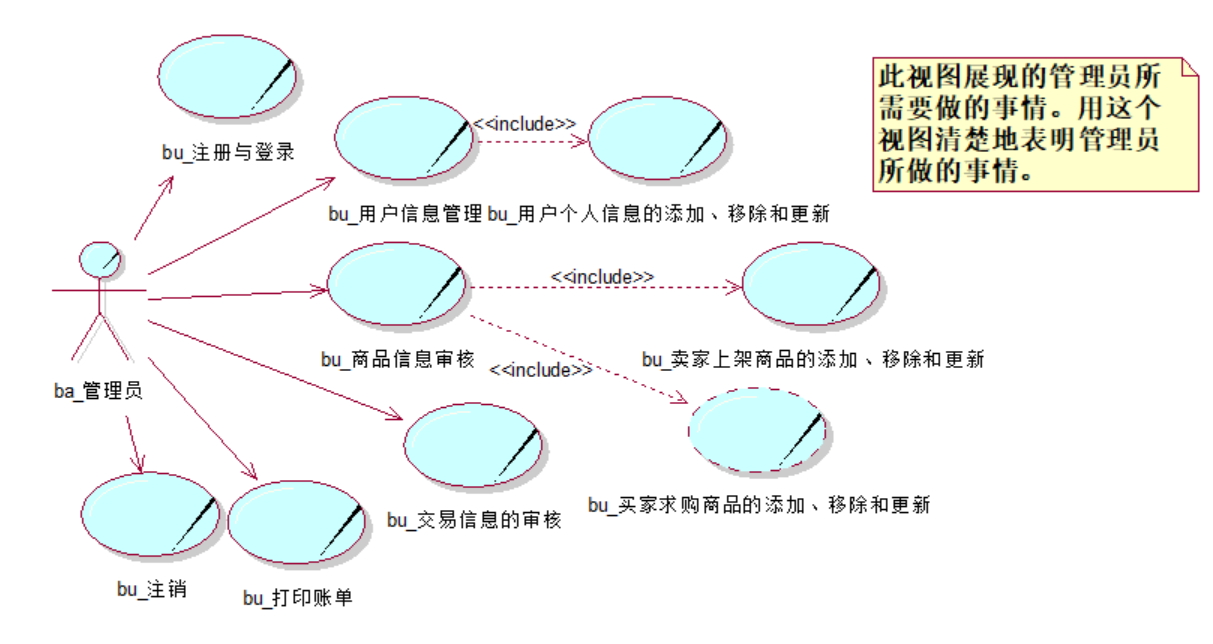 此视图展现的管理员所
需要做的事情。用这个
视图清楚地表明管理员
所做的事情。
<<include>>
bu_注册与登录
bu_用户信息管理
bu_用户个人信息的添加、移除和更新
<<include>>
bu_商品信息审核
bu_卖家上架商品的添加、移除和更新
<<include>>
ba_管理员
bu_买家求购商品的添加、移除和更新
bu_交易信息的审核
bu_注销
bu_打印账单